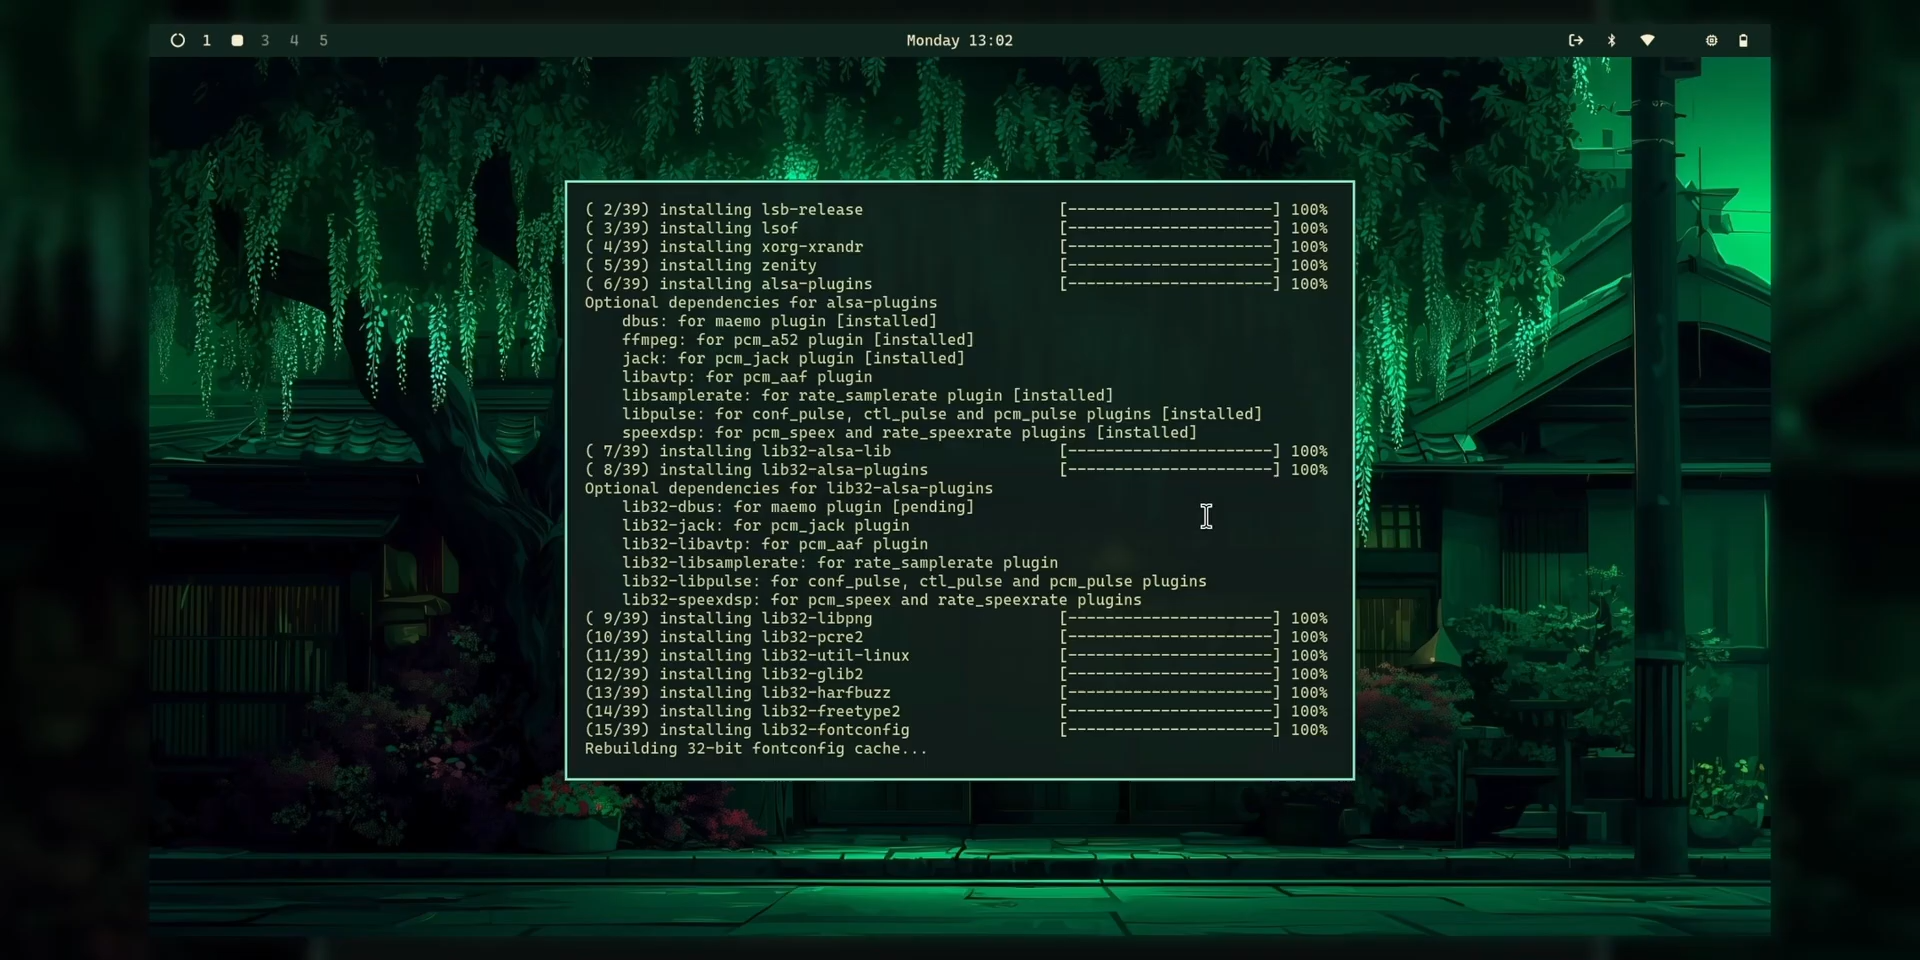 1 3 4 5
Monday 13:02
( 2/39) installing lsb-release [----------------------] 100%
( 3/39) installing lsof [----------------------] 100%
( 4/39) installing xorg-xrandr [----------------------] 100%
( 5/39) installing zenity [----------------------] 100%
( 6/39) installing alsa-plugins [----------------------] 100%
Optional dependencies for alsa-plugins
dbus: for maemo plugin [installed]
ffmpeg: for pcm_a52 plugin [installed]
jack: for pcm_jack plugin [installed]
libavtp: for pcm_aaf plugin
libsamplerate: for rate_samplerate plugin [installed]
libpulse: for conf_pulse, ctl_pulse and pcm_pulse plugins [installed]
speexdsp: for pcm_speex and rate_speexrate plugins [installed]
( 7/39) installing lib32-alsa-lib [----------------------] 100%
( 8/39) installing lib32-alsa-plugins [----------------------] 100%
Optional dependencies for lib32-alsa-plugins
lib32-dbus: for maemo plugin [pending]
lib32-jack: for pcm_jack plugin
lib32-libavtp: for pcm_aaf plugin
lib32-libsamplerate: for rate_samplerate plugin
lib32-libpulse: for conf_pulse, ctl_pulse and pcm_pulse plugins
lib32-speexdsp: for pcm_speex and rate_speexrate plugins
( 9/39) installing lib32-libpng [----------------------] 100%
(10/39) installing lib32-pcre2 [----------------------] 100%
(11/39) installing lib32-util-linux [----------------------] 100%
(12/39) installing lib32-glib2 [----------------------] 100%
(13/39) installing lib32-harfbuzz [----------------------] 100%
(14/39) installing lib32-freetype2 [----------------------] 100%
(15/39) installing lib32-fontconfig [----------------------] 100%
Rebuilding 32-bit fontconfig cache...